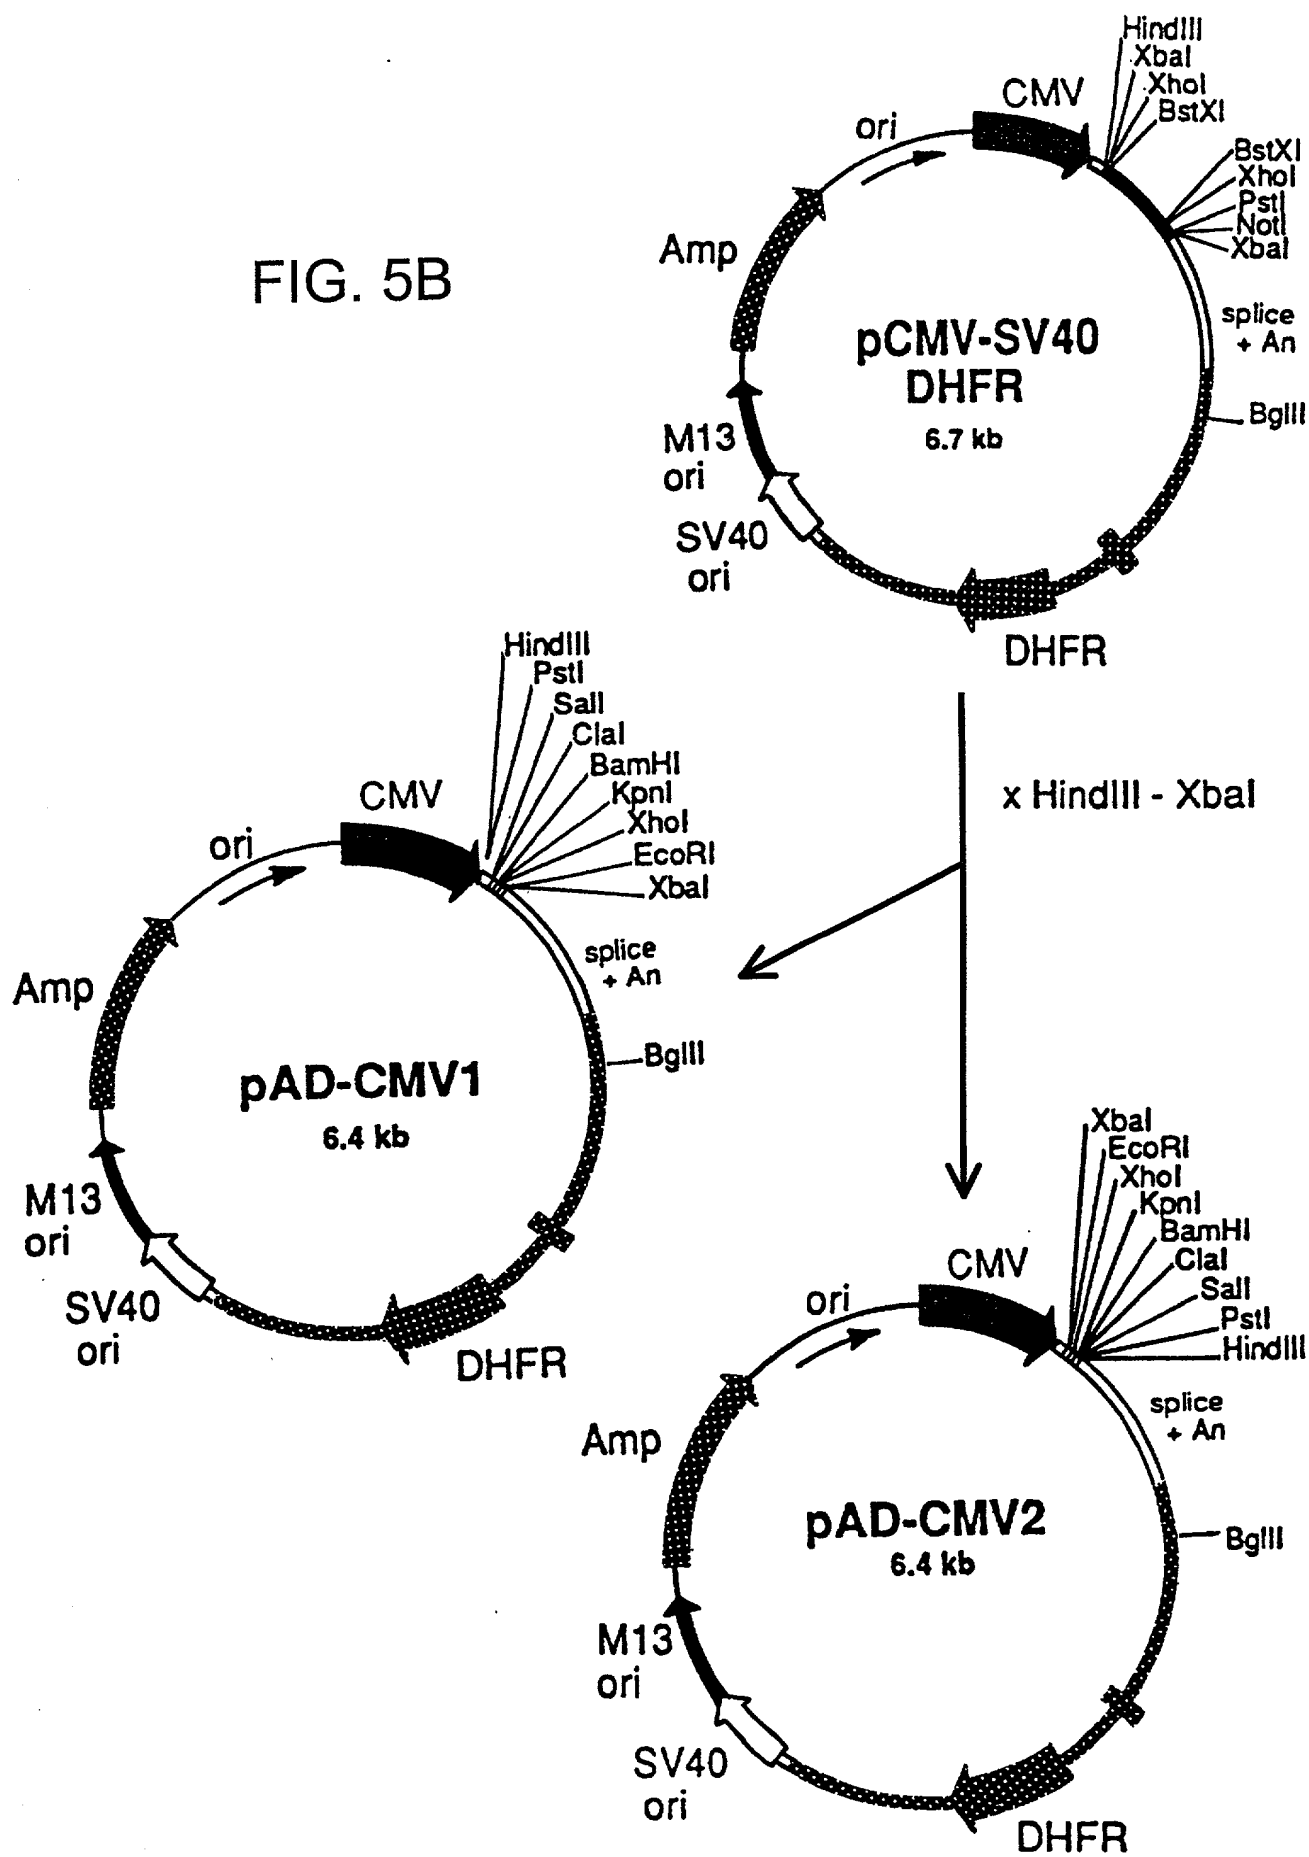 HindIII
XbaI
XhoI
BstXI
CMV
ori
BstXI
XhoI
PstI
NotI
XbaI
Amp
FIG. 5B
splice
+ An
pCMV-SV40
DHFR
6.7 kb
BglII
M13
ori
SV40
ori
DHFR
HindIII
PstI
SalI
ClaI
BamHI
KpnI
XhoI
EcoRI
XbaI
CMV
ori
x HindIII - XbaI
splice
+ An
Amp
BglII
pAD-CMV1
6.4 kb
M13
ori
SV40
ori
DHFR
XbaI
EcoRI
XhoI
KpnI
BamHI
ClaI
SalI
PstI
HindIII
CMV
ori
splice
+ An
Amp
pAD-CMV2
6.4 kb
BglII
M13
ori
SV40
ori
DHFR